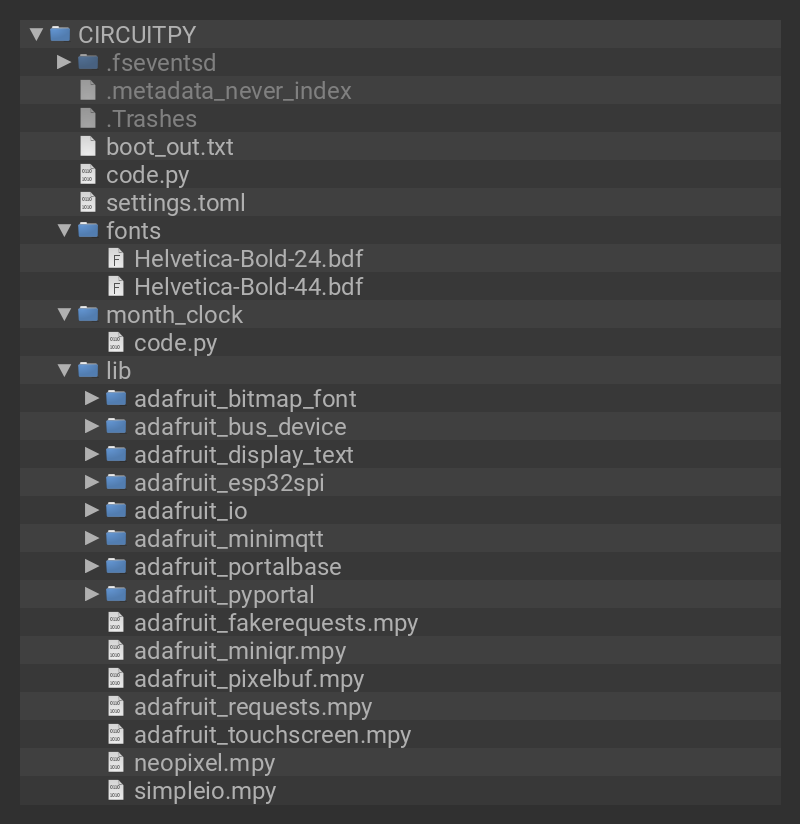 CIRCUITPY
.fseventsd
.metadata_never_index
.Trashes
boot_out.txt
code.py
settings.toml
fonts
Helvetica-Bold-24.bdf
Helvetica-Bold-44.bdf
month_clock
code.py
lib
adafruit_bitmap_font
adafruit_bus_device
adafruit_display_text
adafruit_esp32spi
adafruit_io
adafruit_minimqtt
adafruit_portalbase
adafruit_pyportal
adafruit_fakerequests.mpy
adafruit_miniqr.mpy
adafruit_pixelbuf.mpy
adafruit_requests.mpy
adafruit_touchscreen.mpy
neopixel.mpy
simpleio.mpy